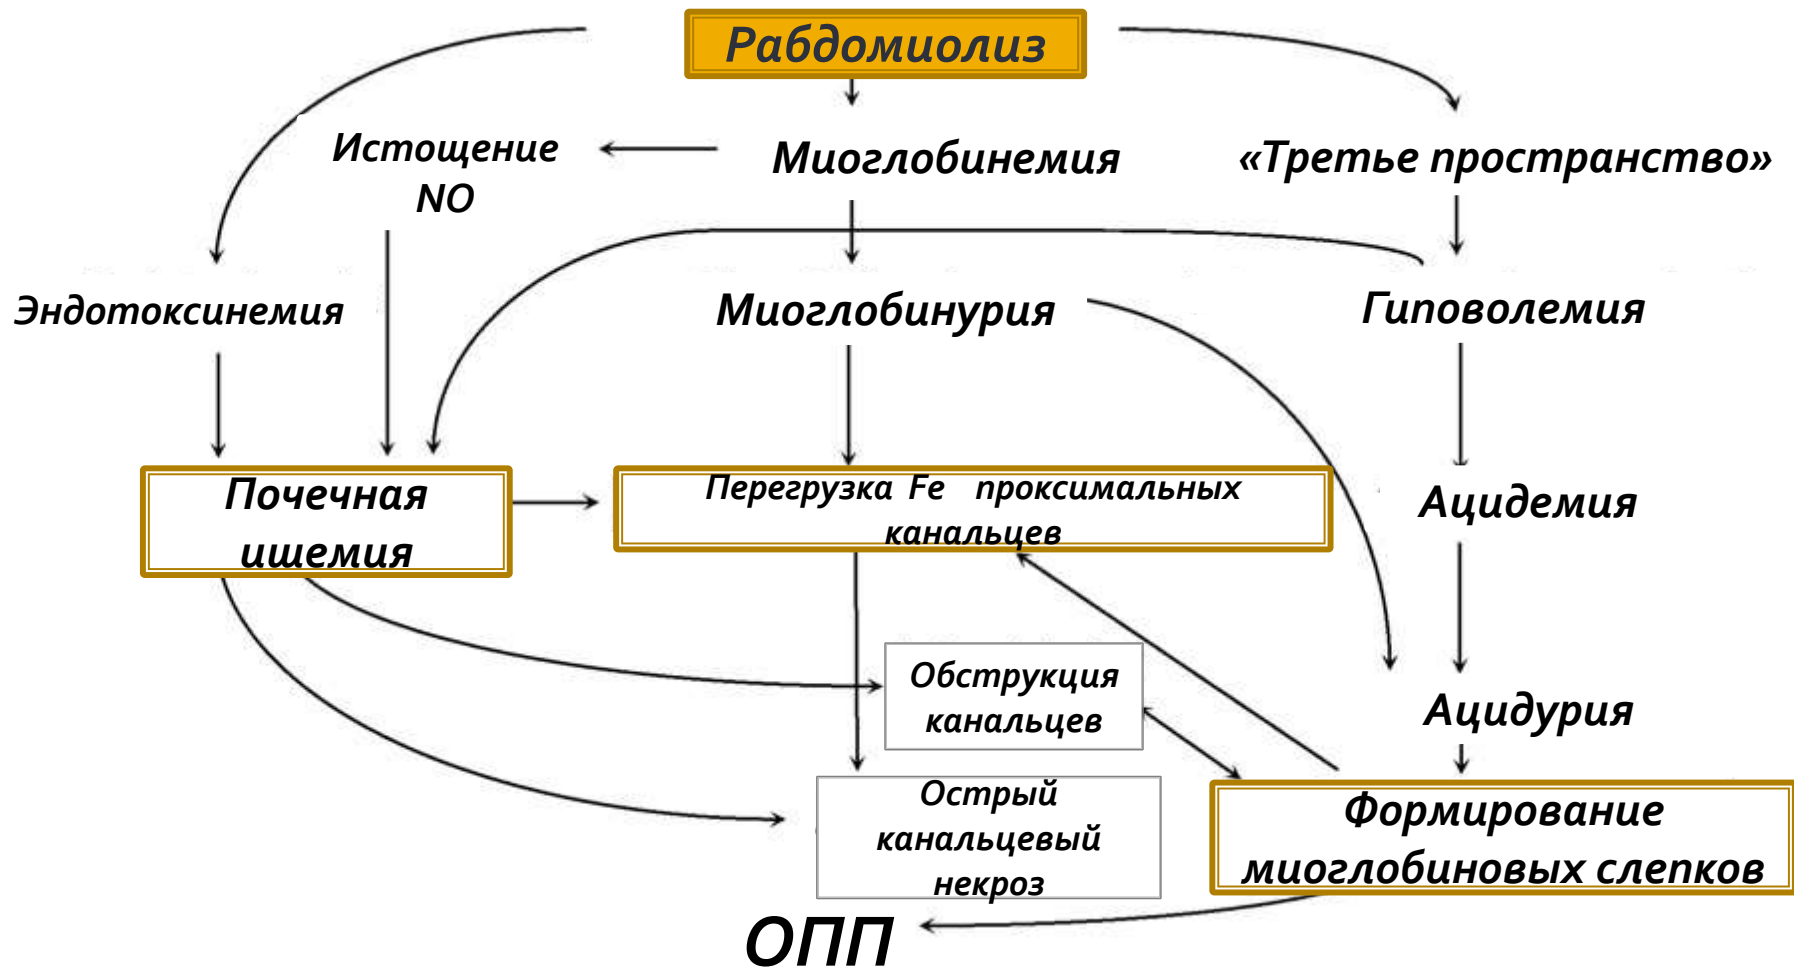 Рабдомиолиз
Истощение
NO
Миоглобинемия
«Третье пространство»
Эндотоксинемия
Миоглобинурия
Гиповолемия
Почечная
ишемия
Перегрузка Fe проксимальных
канальцев
Ацидемия
Обструкция
канальцев
Ацидурия
Острый
канальцевый
некроз
Формирование
миоглобиновых слепков
ОПП